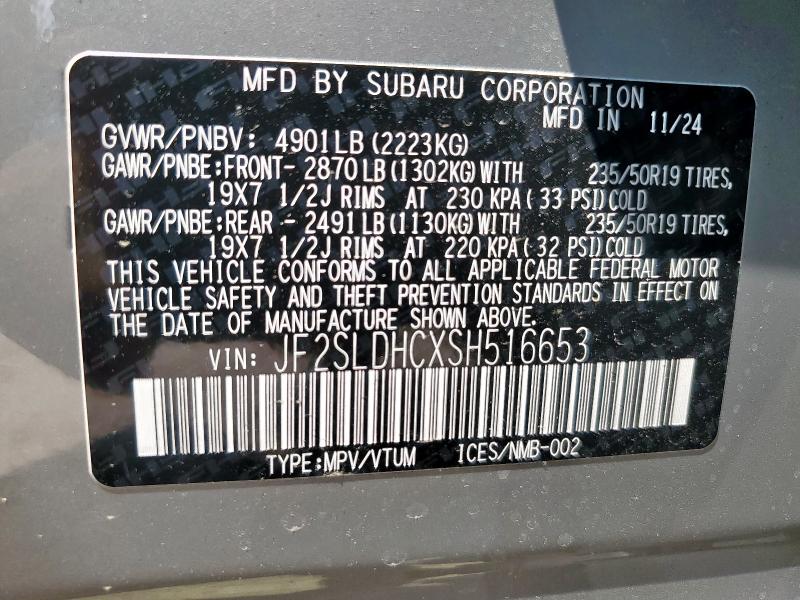 MFD BY SUBARU CORPORATION
MFD IN 11/24
GVWR/PNBV: 4901LB (2223KG)
GAWR/PNBE:FRONT- 2870LB (1302KG) WITH 235/50R19 TIRES,
19X7 1/2J RIMS AT 230 KPA ( 33 PSI) COLD
GAWR/PNBE:REAR - 2491LB (1130KG) WITH 235/50R19 TIRES,
19X7 1/2J RIMS AT 220 KPA ( 32 PSI) COLD
THIS VEHICLE CONFORMS TO ALL APPLICABLE FEDERAL MOTOR
VEHICLE SAFETY AND THEFT PREVENTION STANDARDS IN EFFECT ON
THE DATE OF MANUFACTURE SHOWN ABOVE.
VIN: JF2SLDHCXSH516653
TYPE:MPV/VTUM ICES/NMB-002